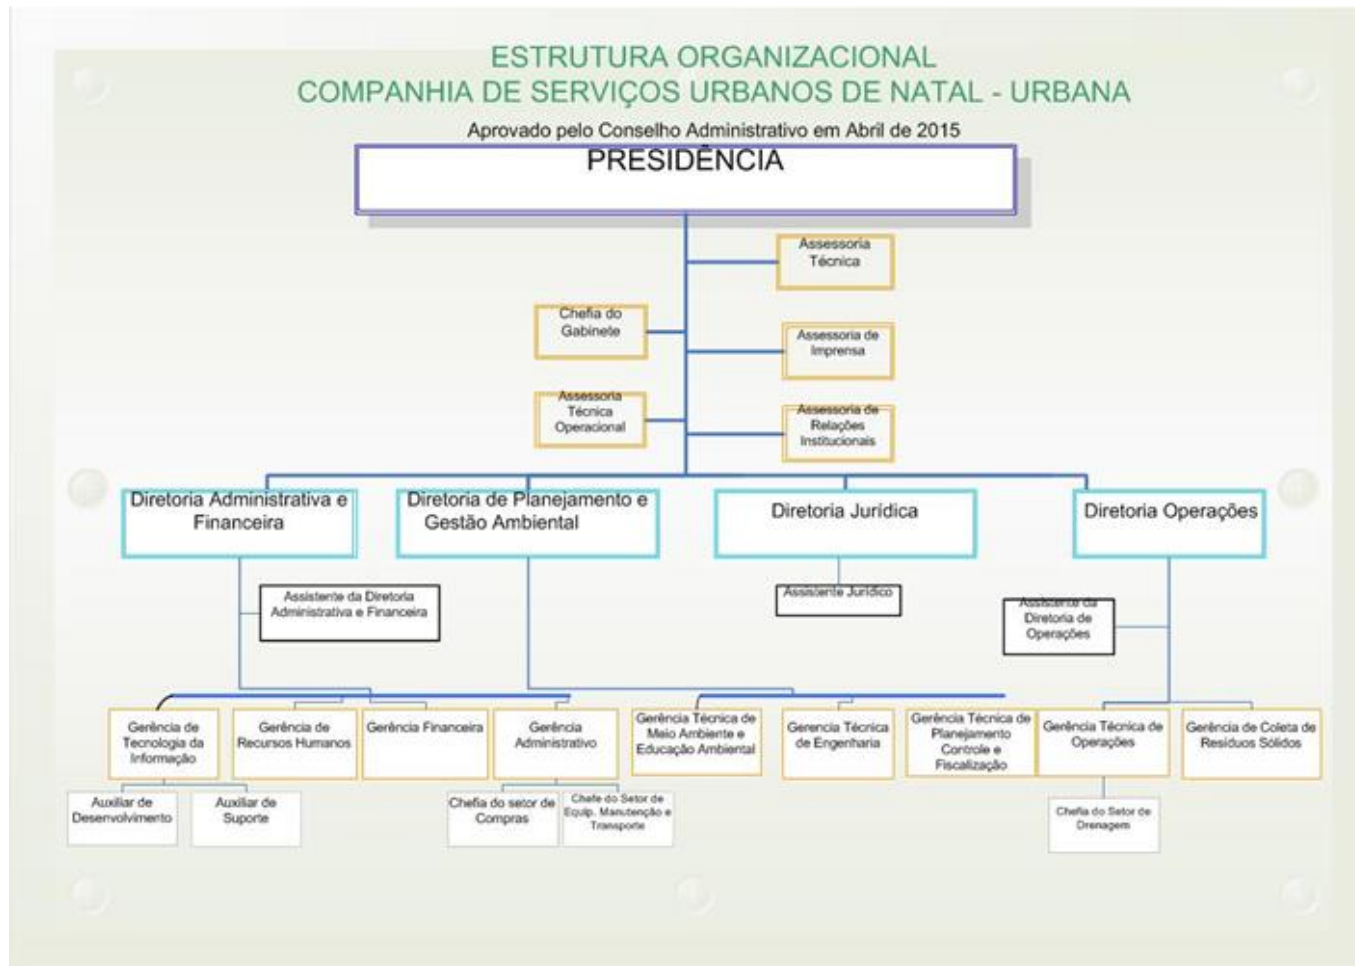 ESTRUTURA ORGANIZACIONAL
COMPANHIA DE SERVIÇOS URBANOS DE NATAL - URBANA
Aprovado pelo Conselho Administrativo em Abril de 2015
PRESIDÊNCIA
Assessoria
Técnica
Chefia do
Gabinete
Assessoria de
Imprensa
Assessoria
Técnica
Operacional
Assessoria de
Relações
Institucionais
Diretoria Administrativa e
Financeira
Diretoria de Planejamento e
Gestão Ambiental
Diretoria Jurídica
Diretoria Operações
Assistente da Diretoria
Administrativa e Financeira
Assistente Jurídico
Assistente da
Diretoria de
Operações
Gerência de
Tecnologia da
Informação
Gerência de
Recursos Humanos
Gerência Financeira
Gerência
Administrativo
Gerência Técnica de
Meio Ambiente e
Educação Ambiental
Gerencia Técnica
de Engenharia
Gerência Técnica de
Planejamento
Controle e
Fiscalização
Gerência Técnica de
Operações
Gerência de Coleta de
Resíduos Sólidos
Auxiliar de
Desenvolvimento
Auxiliar de
Suporte
Chefia do setor de
Compras
Chefe do Setor de
Equip. Manutenção e
Transporte
Chefia do Setor de
Drenagem